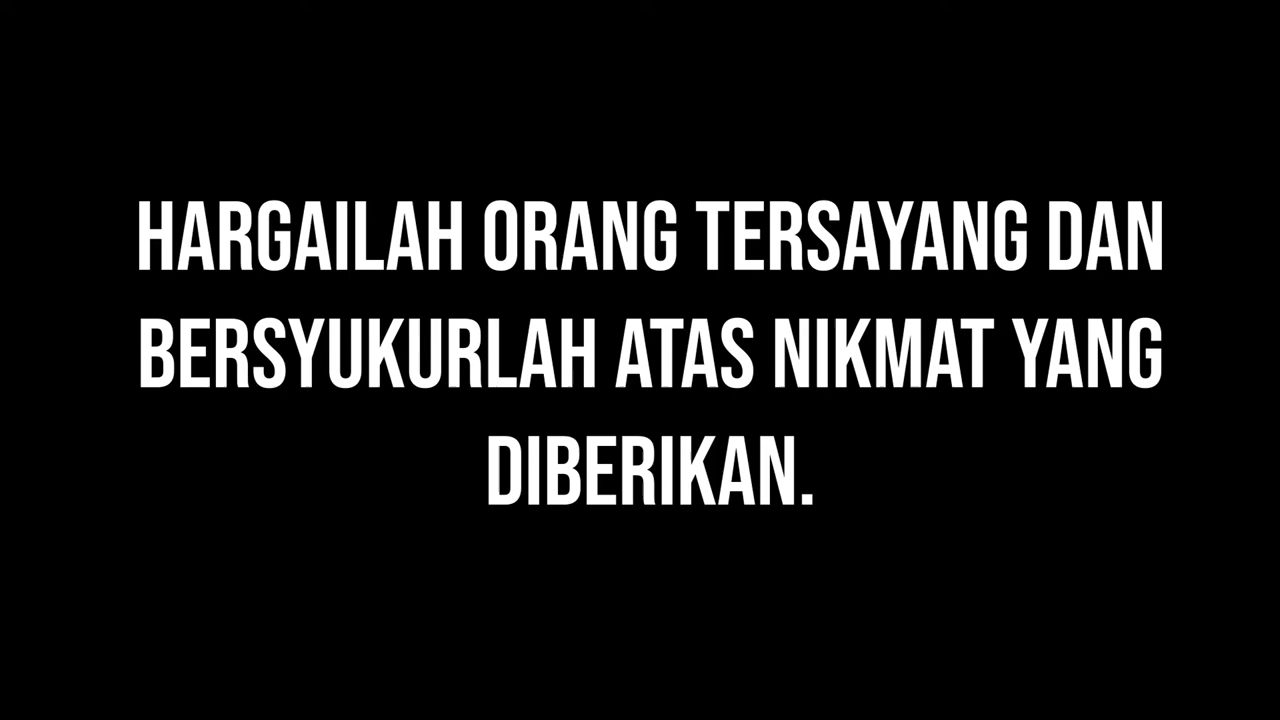 HARGAILAH ORANG TERSAYANG DAN
BERSYUKURLAH ATAS NIKMAT YANG
DIBERIKAN.